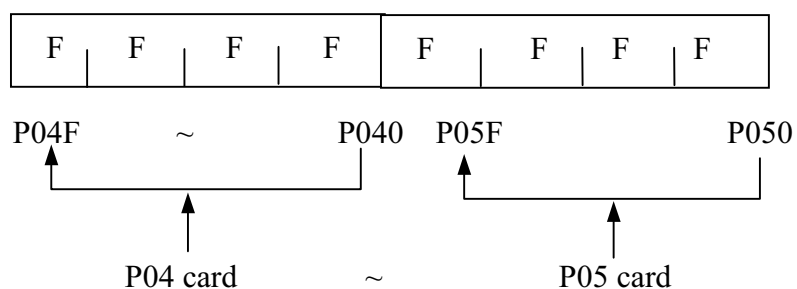 F F F F F F F F
P04F ~ P040 P05F P050
P04 card ~ P05 card